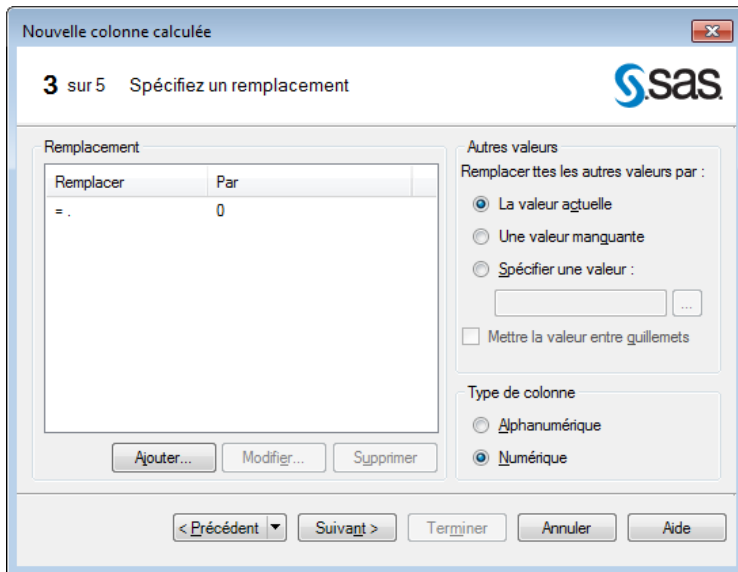 Nouvelle colonne calculée
3 sur 5 Spécifiez un remplacement
sas
Remplacement
Remplacer Par
= . 0
Ajouter... Modifier... Supprimer
Autres valeurs
Remplacer ttes les autres valeurs par :
La valeur actuelle
Une valeur manquante
Spécifier une valeur :
...
Mettre la valeur entre guillemets
Type de colonne
Alphanumérique
Numérique
< Précédent Suivant > Terminer Annuler Aide